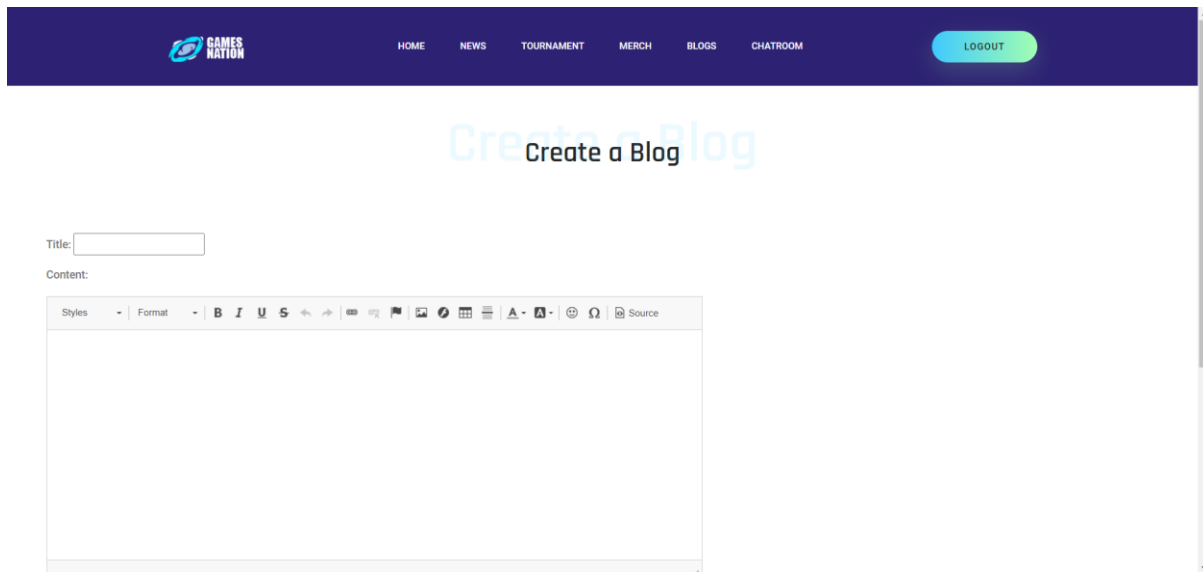 GAMES
NATION
HOME NEWS TOURNAMENT MERCH BLOGS CHATROOM LOGOUT
Create a Blog
Create a Blog
Title:
Content:
Styles Format B I U S A A Ω Source